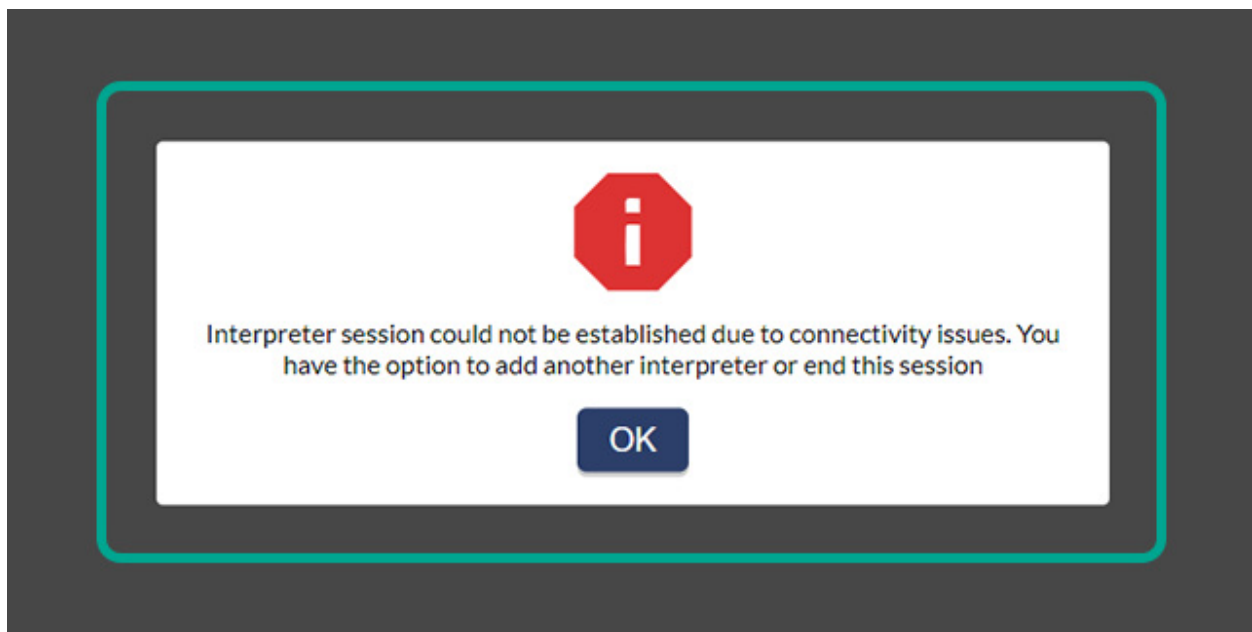 Interpreter session could not be established due to connectivity issues. You
have the option to add another interpreter or end this session
OK